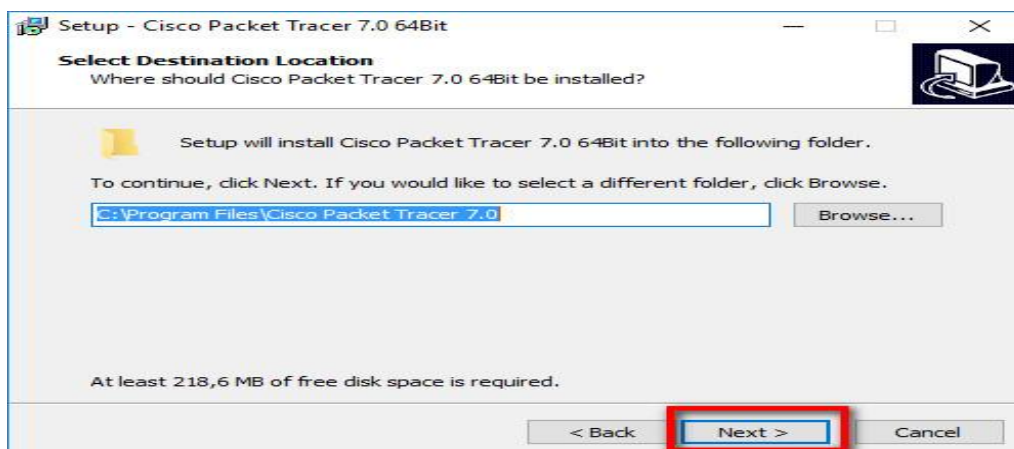 Setup - Cisco Packet Tracer 7.0 64Bit
Select Destination Location
Where should Cisco Packet Tracer 7.0 64Bit be installed?
Setup will install Cisco Packet Tracer 7.0 64Bit into the following folder.
To continue, click Next. If you would like to select a different folder, click Browse.
C:\Program Files\Cisco Packet Tracer 7.0
Browse...
At least 218,6 MB of free disk space is required.
< Back
Next >
Cancel